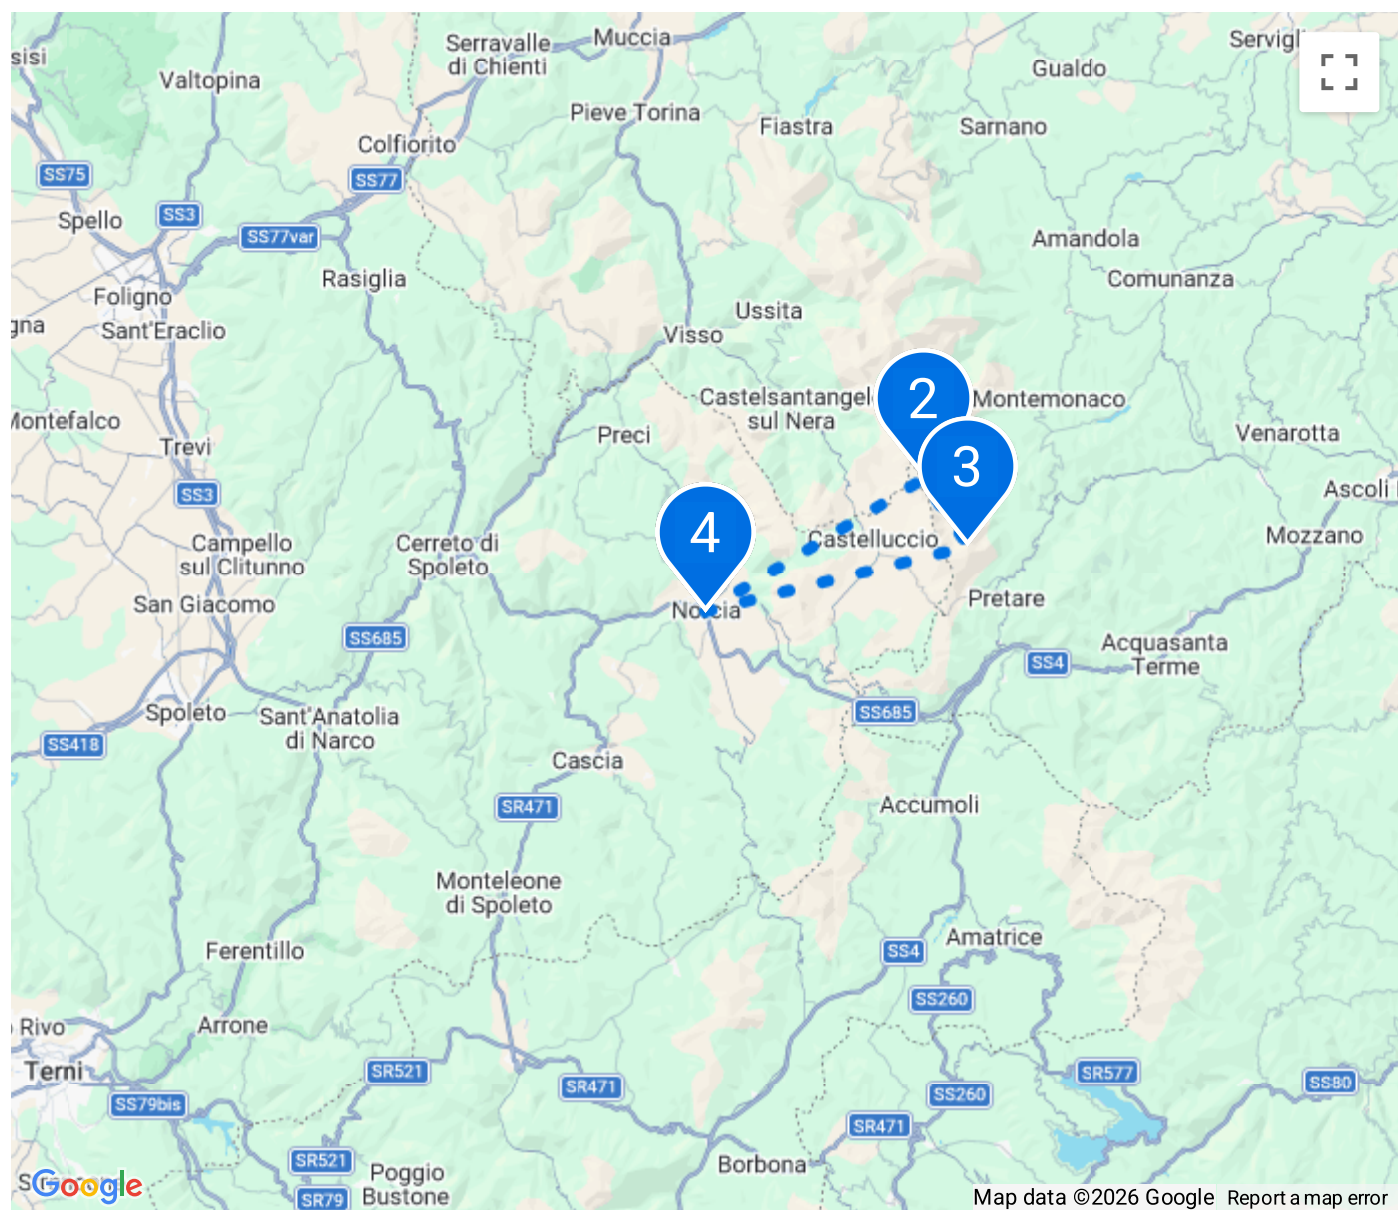 Muccia
Serravalle
di Chienti
sisi
Gualdo
Valtopina
Pieve Torina
Fiastra
Sarnano
Colfiorito
SS75
SS77
Spello
SS3
SS77var
Amandola
Rasiglia
Comunanza
Foligno
Ussita
gna
Sant'Eraclio
Visso
2
Castelsantangel
sul Nera
Montemonaco
Montefalco
Preci
Venarotta
Trevi
3
SS3
Ascoli
4
Castelluccio
Mozzano
Campello
sul Clitunno
Cerreto di
Spoleto
San Giacomo
Norcia
Pretare
SS685
Acquasanta
Terme
SS4
Spoleto
Sant'Anatolia
di Narco
SS685
SS418
Cascia
SR471
Accumoli
Monteleone
di Spoleto
Ferentillo
Amatrice
SS4
SS260
o Rivo
Arrone
Terni
SR521
SR471
SR577
SS80
SS260
SS79bis
SR471
SR521
Poggio
Bustone
Borbona
SR79
Google
Map data ©2026 Google
Report a map error